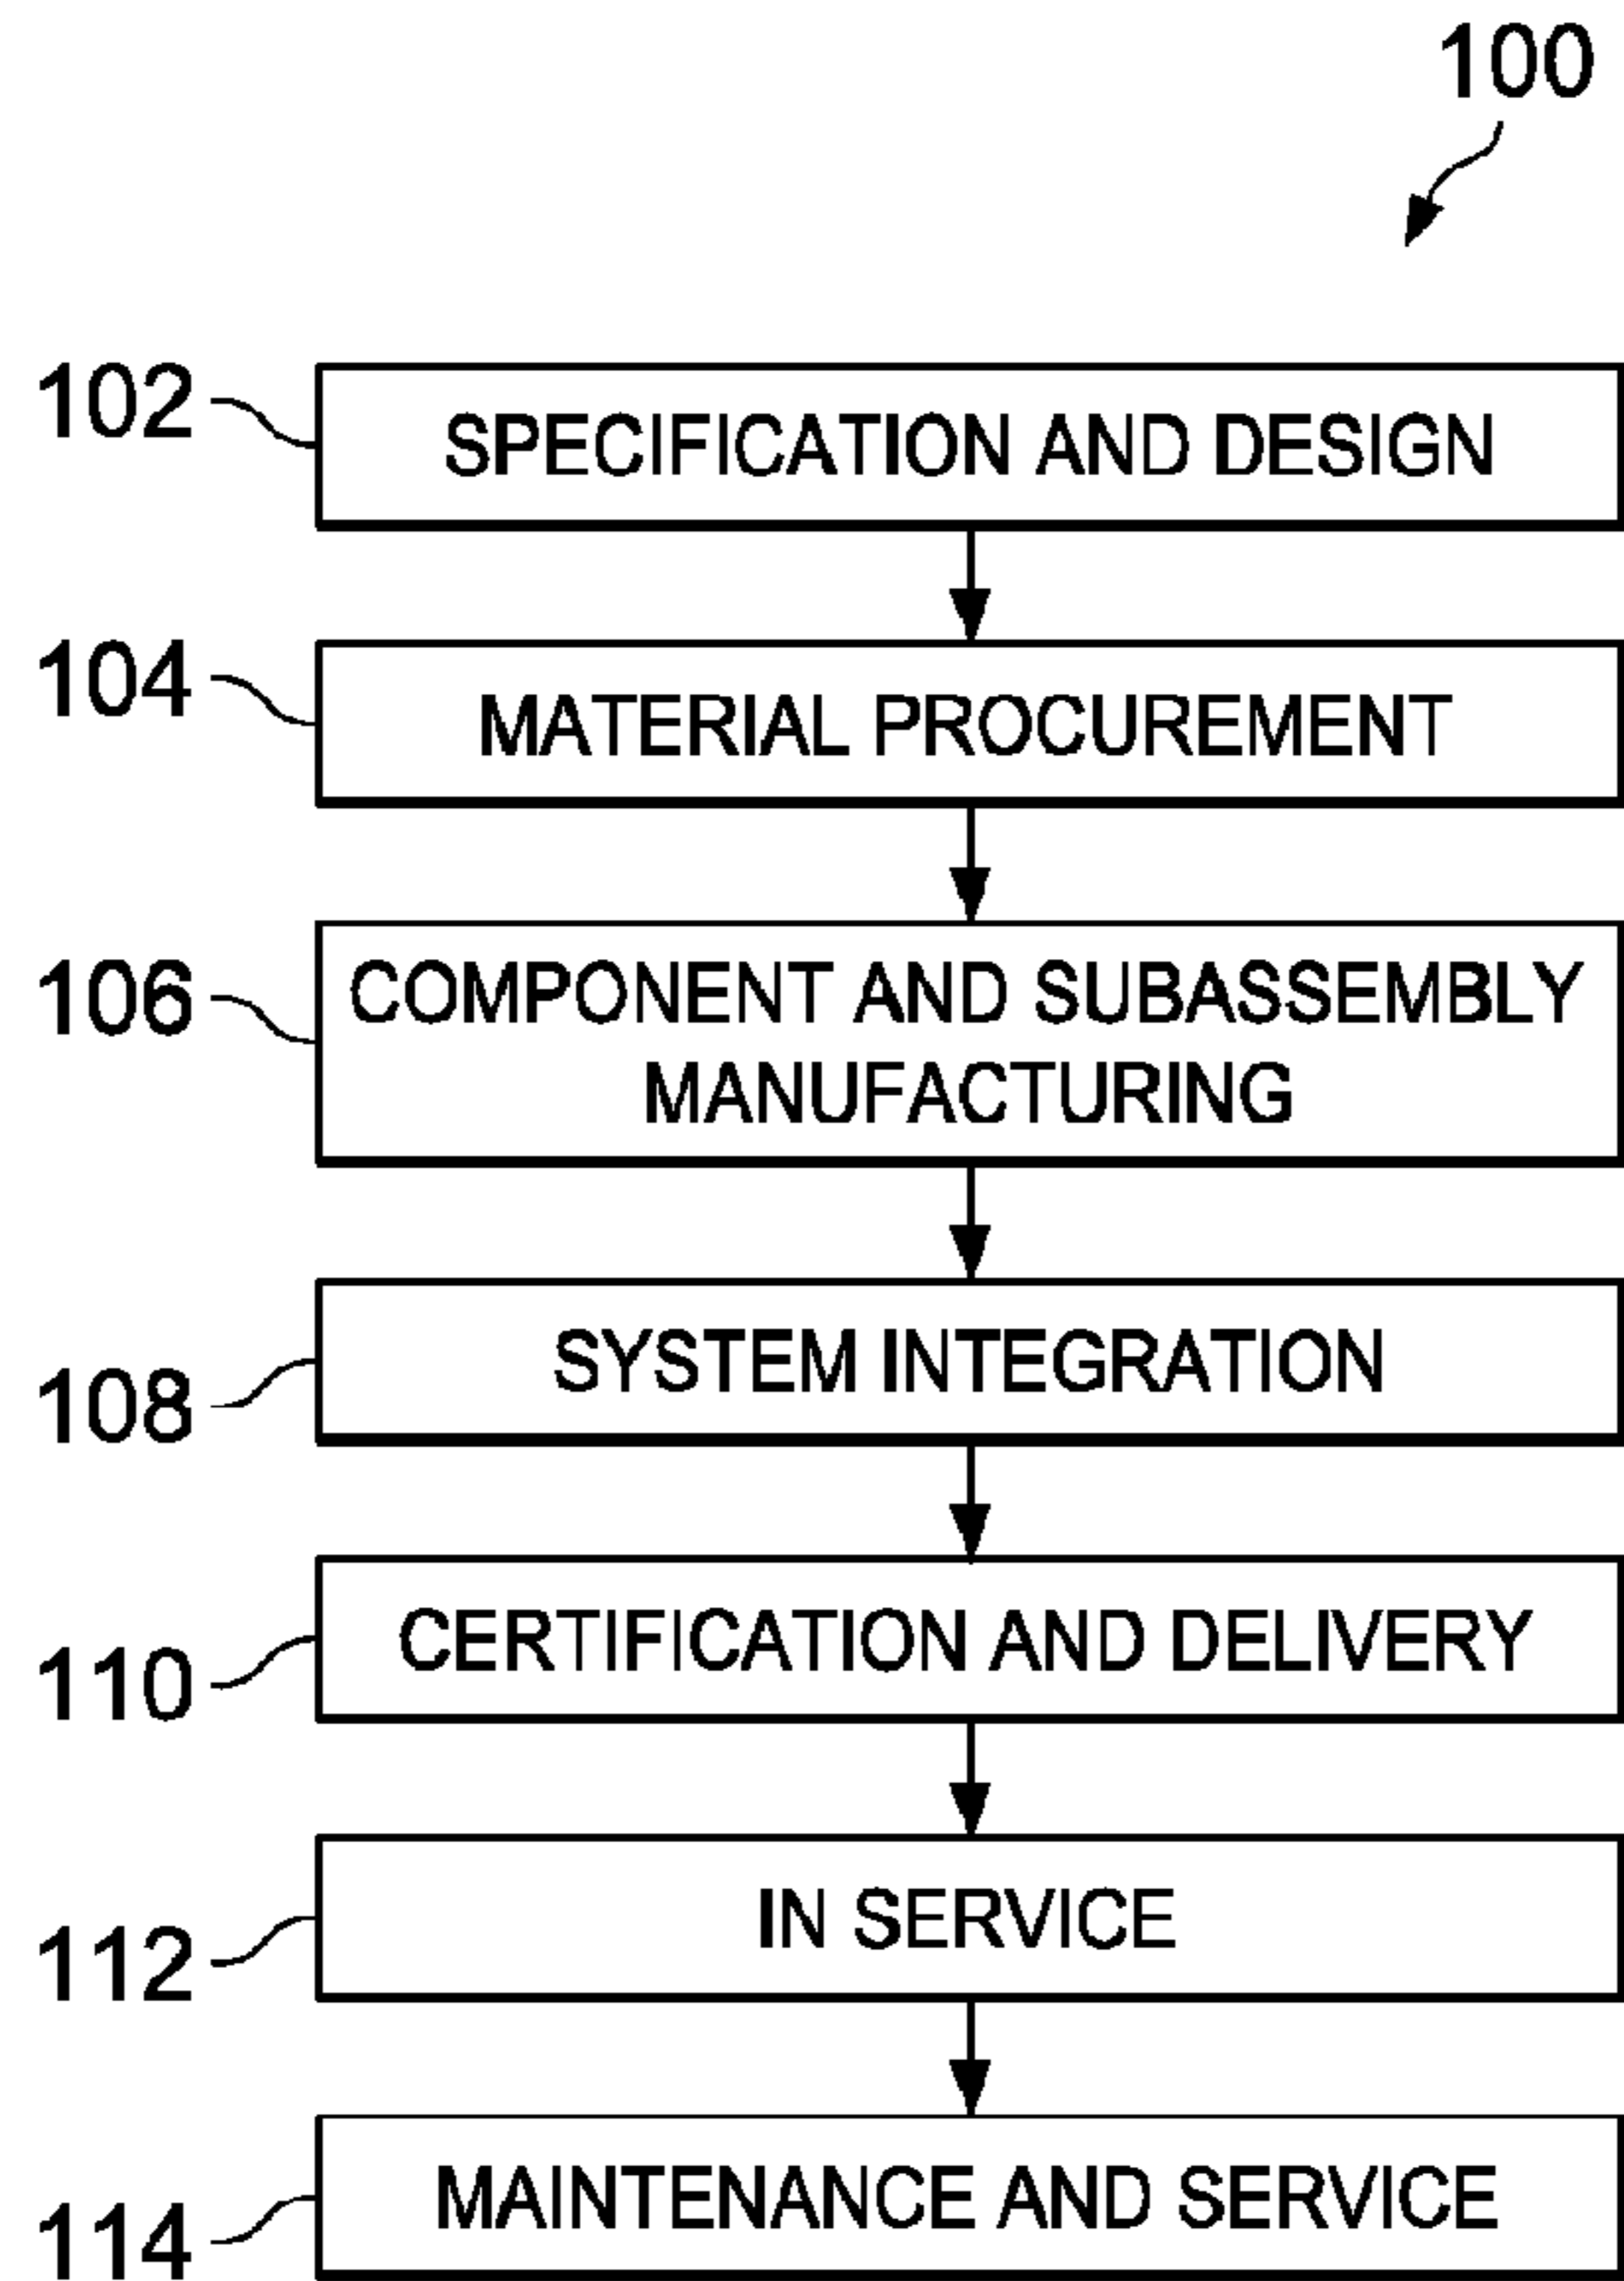 100
102
SPECIFICATION AND DESIGN
104
MATERIAL PROCUREMENT
106
COMPONENT AND SUBASSEMBLY
MANUFACTURING
108
SYSTEM INTEGRATION
110
CERTIFICATION AND DELIVERY
112
IN SERVICE
114
MAINTENANCE AND SERVICE